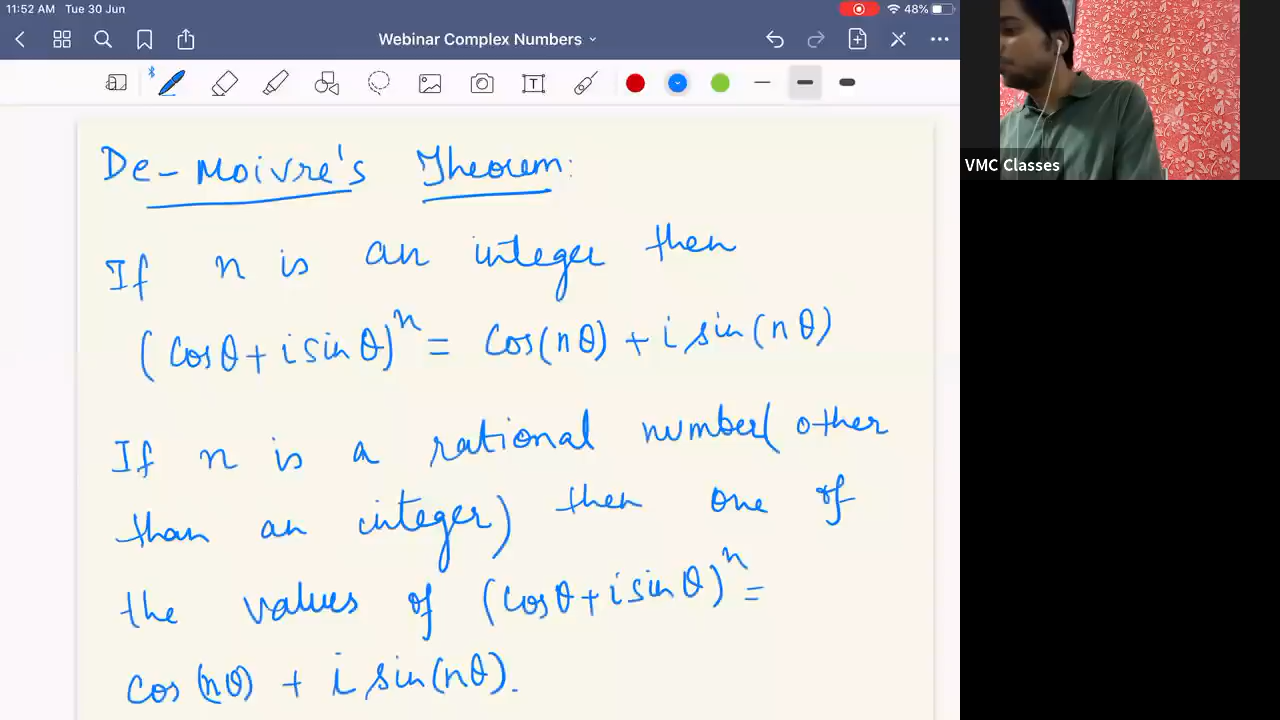 11:52 AM Tue 30 Jun
48%
Webinar Complex Numbers
VMC Classes
De-Moivre's Theorem:
If n is an integer then
(cosθ + i sinθ)^n = cos(nθ) + i sin(nθ)
If n is a rational number (other
than an integer) then one of
the values of (cosθ + i sinθ)^n =
cos(nθ) + i sin(nθ).